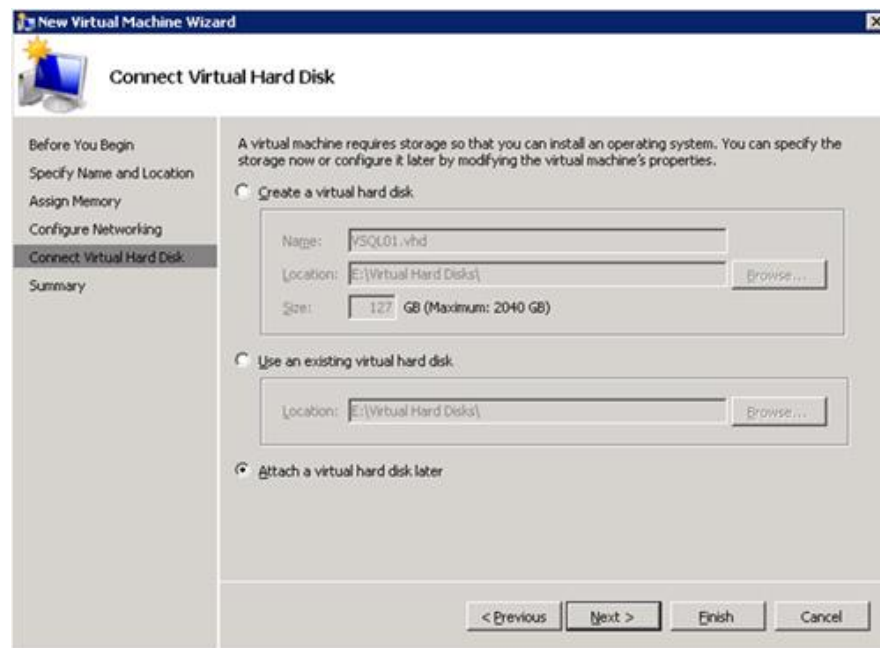 New Virtual Machine Wizard
Connect Virtual Hard Disk
Before You Begin
Specify Name and Location
Assign Memory
Configure Networking
Connect Virtual Hard Disk
Summary
A virtual machine requires storage so that you can install an operating system. You can specify the
storage now or configure it later by modifying the virtual machine's properties.
Create a virtual hard disk
Name: VSQL01.vhd
Location: E:\Virtual Hard Disks\ Browse...
Size: 127 GB (Maximum: 2040 GB)
Use an existing virtual hard disk
Location: E:\Virtual Hard Disks\ Browse...
Attach a virtual hard disk later
< Previous Next > Finish Cancel